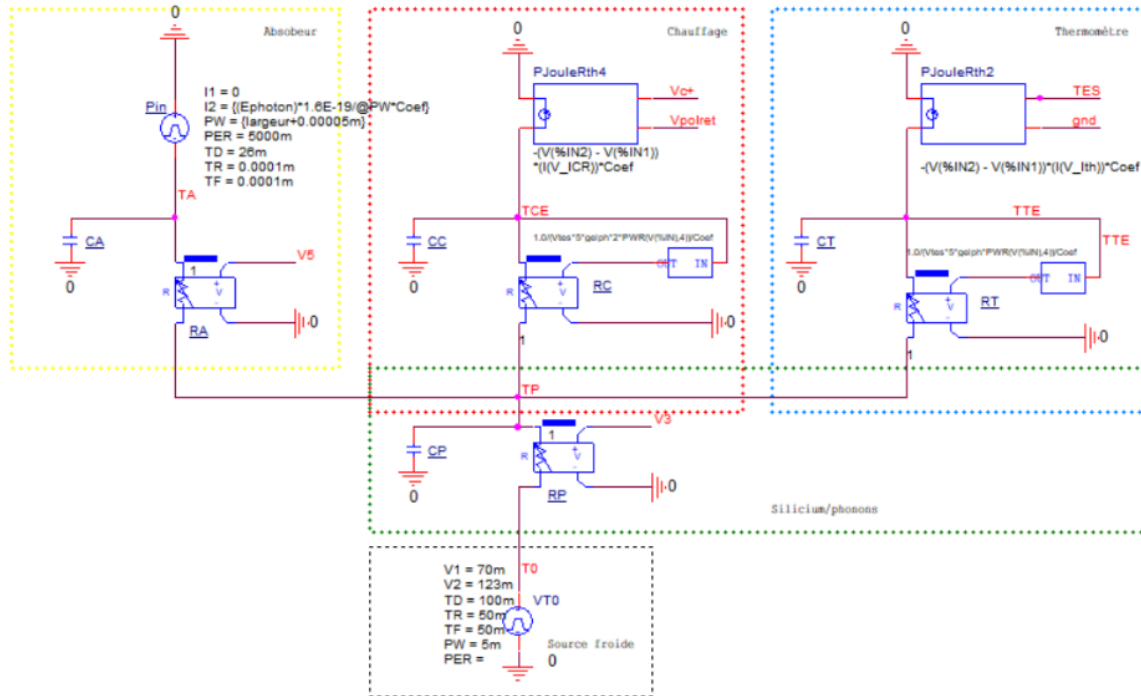 0
Absobeur
Pin
I1 = 0
I2 = {(Ephoton)*1.6E-19/@PW*Coef}
PW = {largeur+0.00005m}
PER = 5000m
TD = 26m
TR = 0.0001m
TF = 0.0001m
TA
CA
0
V5
1
R
+
V
-
0
RA
0
Chauffage
PJouleRth4
Vc+
Vpolret
-(V(%IN2) - V(%IN1))
*(I(V_ICR))*Coef
TCE
CC
0
1.0/(Vtes*5*gelph*2*PWR(V(%IN),4))/Coef
OUT IN
R
+
V
-
RC
0
1
0
Thermomètre
PJouleRth2
TES
gnd
-(V(%IN2) - V(%IN1))*(I(V_Ith))*Coef
TTE
TTE
CT
0
1.0/(Vtes*5*gelph*PWR(V(%IN),4))/Coef
OUT IN
R
+
V
-
RT
0
1
TP
V3
CP
0
1
R
+
V
-
0
RP
Silicium/phonons
T0
V1 = 70m
V2 = 123m
TD = 100m
TR = 50m
TF = 50m
PW = 5m
PER =
VT0
Source froide
0